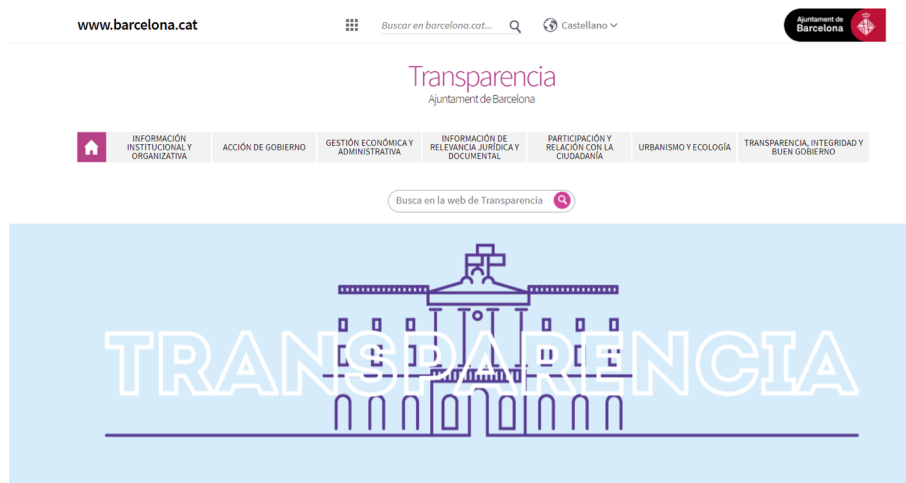 www.barcelona.cat
Buscar en barcelona.cat...
Castellano
Ajuntament de
Barcelona
Transparencia
Ajuntament de Barcelona
INFORMACIÓN
INSTITUCIONAL Y
ORGANIZATIVA
ACCIÓN DE GOBIERNO
GESTIÓN ECONÓMICA Y
ADMINISTRATIVA
INFORMACIÓN DE
RELEVANCIA JURÍDICA Y
DOCUMENTAL
PARTICIPACIÓN Y
RELACIÓN CON LA
CIUDADANÍA
URBANISMO Y ECOLOGÍA
TRANSPARENCIA, INTEGRIDAD Y
BUEN GOBIERNO
Busca en la web de Transparencia
TRANSPARENCIA